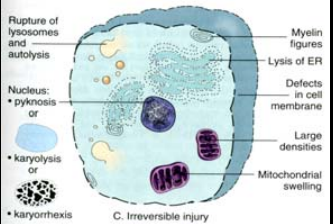 Rupture of
lysosomes
and
autolysis
Nucleus:
• pyknosis
or
• karyolysis
or
• karyorrhexis
Myelin
figures
Lysis of ER
Defects
in cell
membrane
Large
densities
Mitochondrial
swelling
C. Irreversible injury